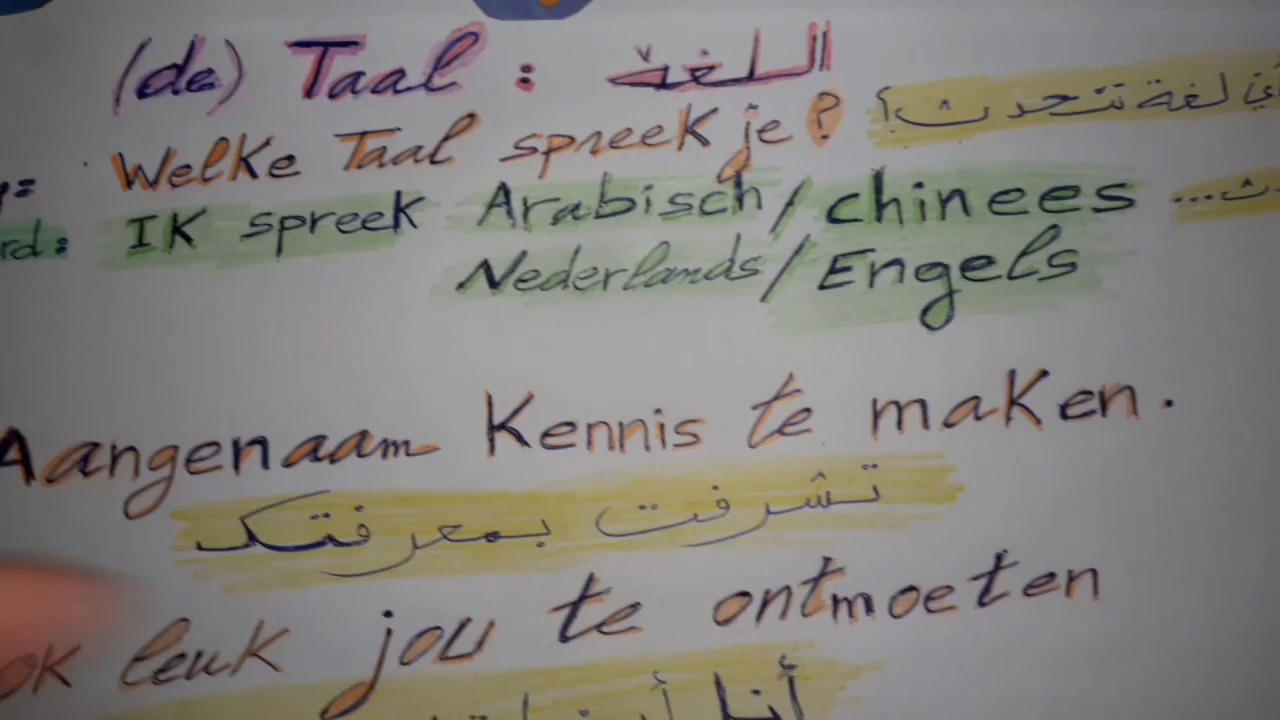 (de) Taal : اللغة
Welke Taal spreek je? أي لغة تتحدث؟
IK spreek Arabisch/chinees
Nederlands/Engels
Aangenaam Kennis te maken.
تشرفت بمعرفتك
leuk jou te ontmoeten
أنا